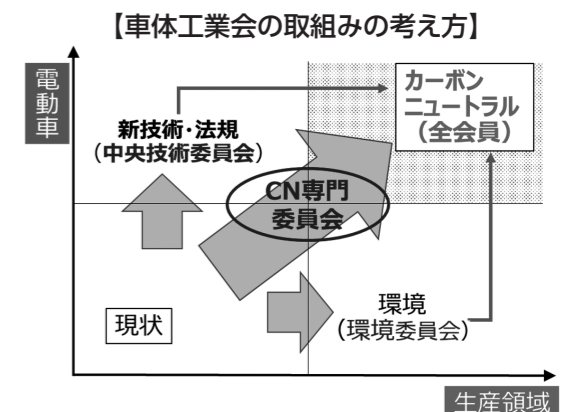 【車体工業会の取組みの考え方】
電動車
カーボン
ニュートラル
（全会員）
新技術・法規
（中央技術委員会）
CN専門
委員会
環境
（環境委員会）
現状
生産領域